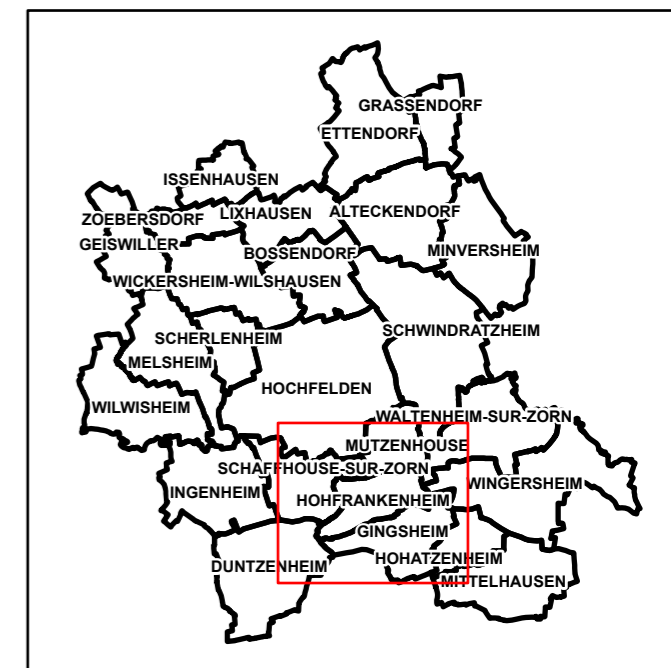 GRASSENDORF
ETTENDORF
ISSENHAUSEN
ZOEBERSDORF
LIXHAUSEN
ALTECKENDORF
GEISWILLER
BOSSENDORF
MINVERSHEIM
WICKERSHEIM-WILSHAUSEN
SCHWINDRATZHEIM
SCHERLENHEIM
MELSHEIM
HOCHFELDEN
WILWISHEIM
WALTENHEIM-SUR-ZORN
MUTZENHOUSE
SCHAFFHOUSE-SUR-ZORN
WINGERSHEIM
INGENHEIM
HOHFRANKENHEIM
GINGSHEIM
HOHATZENHEIM
DUNTZENHEIM
MITTELHAUSEN